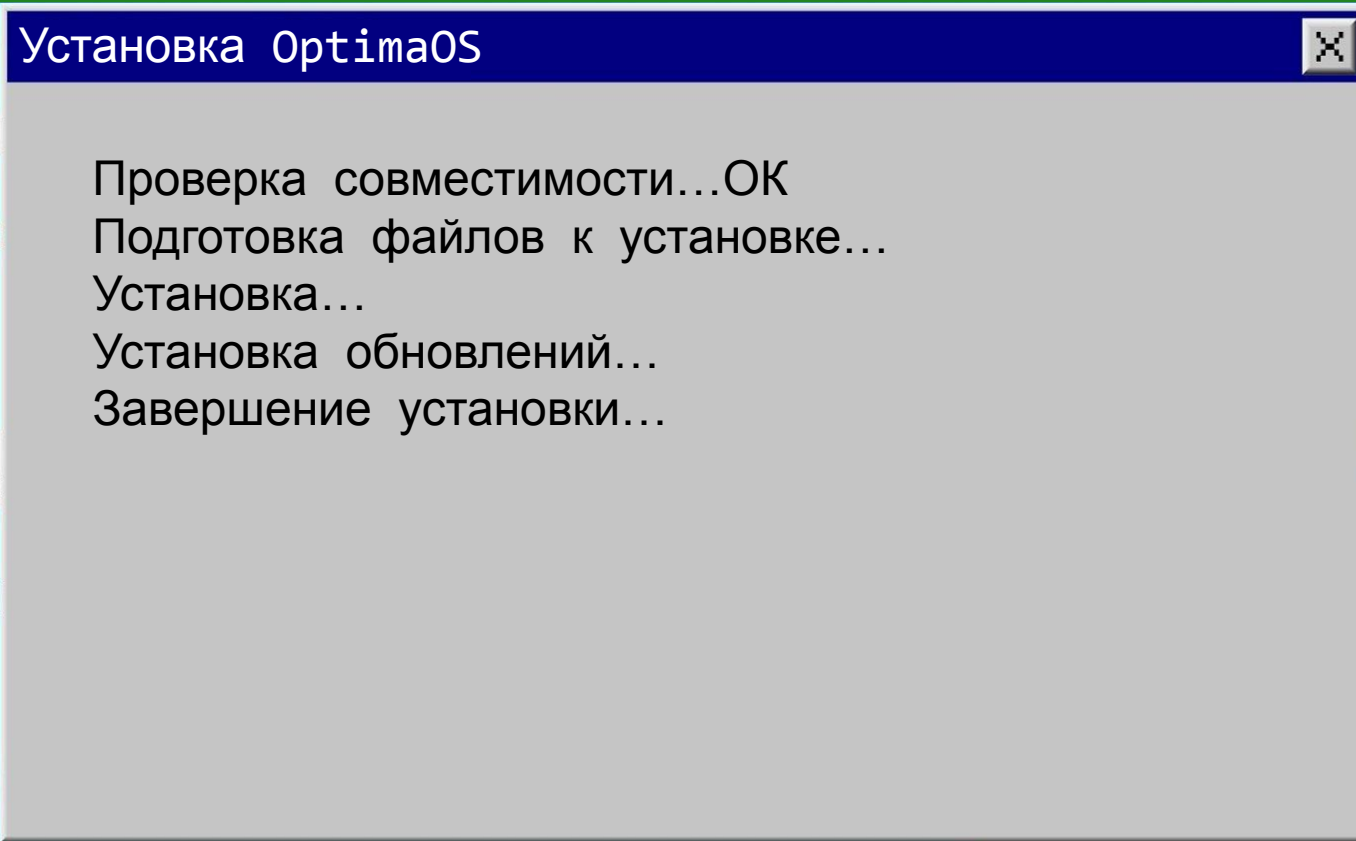 Установка OptimaOS
Проверка совместимости…ОК
Подготовка файлов к установке…
Установка…
Установка обновлений…
Завершение установки…